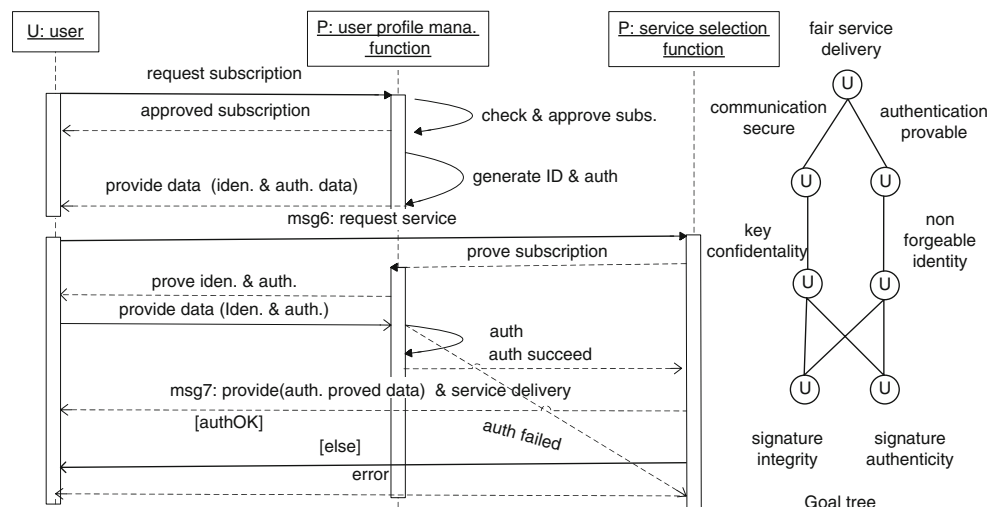 U: user
P: user profile mana.
function
P: service selection
function
fair service
delivery
request subscription
approved subscription
check & approve subs.
generate ID & auth
provide data (iden. & auth. data)
msg6: request service
prove subscription
prove iden. & auth.
provide data (Iden. & auth.)
auth
auth succeed
msg7: provide(auth. proved data) & service delivery
[authOK]
auth failed
[else]
error
U
communication
secure
authentication
provable
U
U
key
confidentality
non
forgeable
identity
U
U
U
U
signature
integrity
signature
authenticity
Goal tree